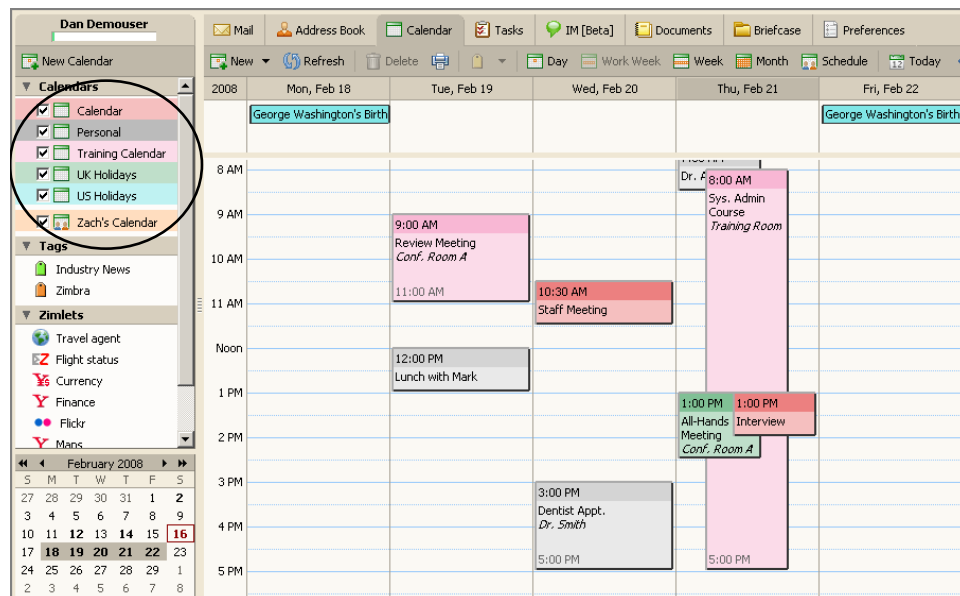 Dan Demouser
Mail Address Book Calendar Tasks IM [Beta] Documents Briefcase Preferences
New Calendar
New Refresh Delete Day Work Week Week Month Schedule Today
Calendars
Calendar
Personal
Training Calendar
UK Holidays
US Holidays
Zach's Calendar
Tags
Industry News
Zimbra
Zimlets
Travel agent
Flight status
Currency
Finance
Flickr
Maps
February 2008
S M T W T F S
27 28 29 30 31 1 2
3 4 5 6 7 8 9
10 11 12 13 14 15 16
17 18 19 20 21 22 23
24 25 26 27 28 29 1
2 3 4 5 6 7 8
2008 Mon, Feb 18 Tue, Feb 19 Wed, Feb 20 Thu, Feb 21 Fri, Feb 22
George Washington's Birth George Washington's Birth
8 AM
9 AM
10 AM
11 AM
Noon
1 PM
2 PM
3 PM
4 PM
5 PM
9:00 AM
Review Meeting
Conf. Room A
11:00 AM
12:00 PM
Lunch with Mark
10:30 AM
Staff Meeting
3:00 PM
Dentist Appt.
Dr. Smith
5:00 PM
Dr. A
8:00 AM
Sys. Admin
Course
Training Room
5:00 PM
1:00 PM
All-Hands
Meeting
Conf. Room A
1:00 PM
Interview